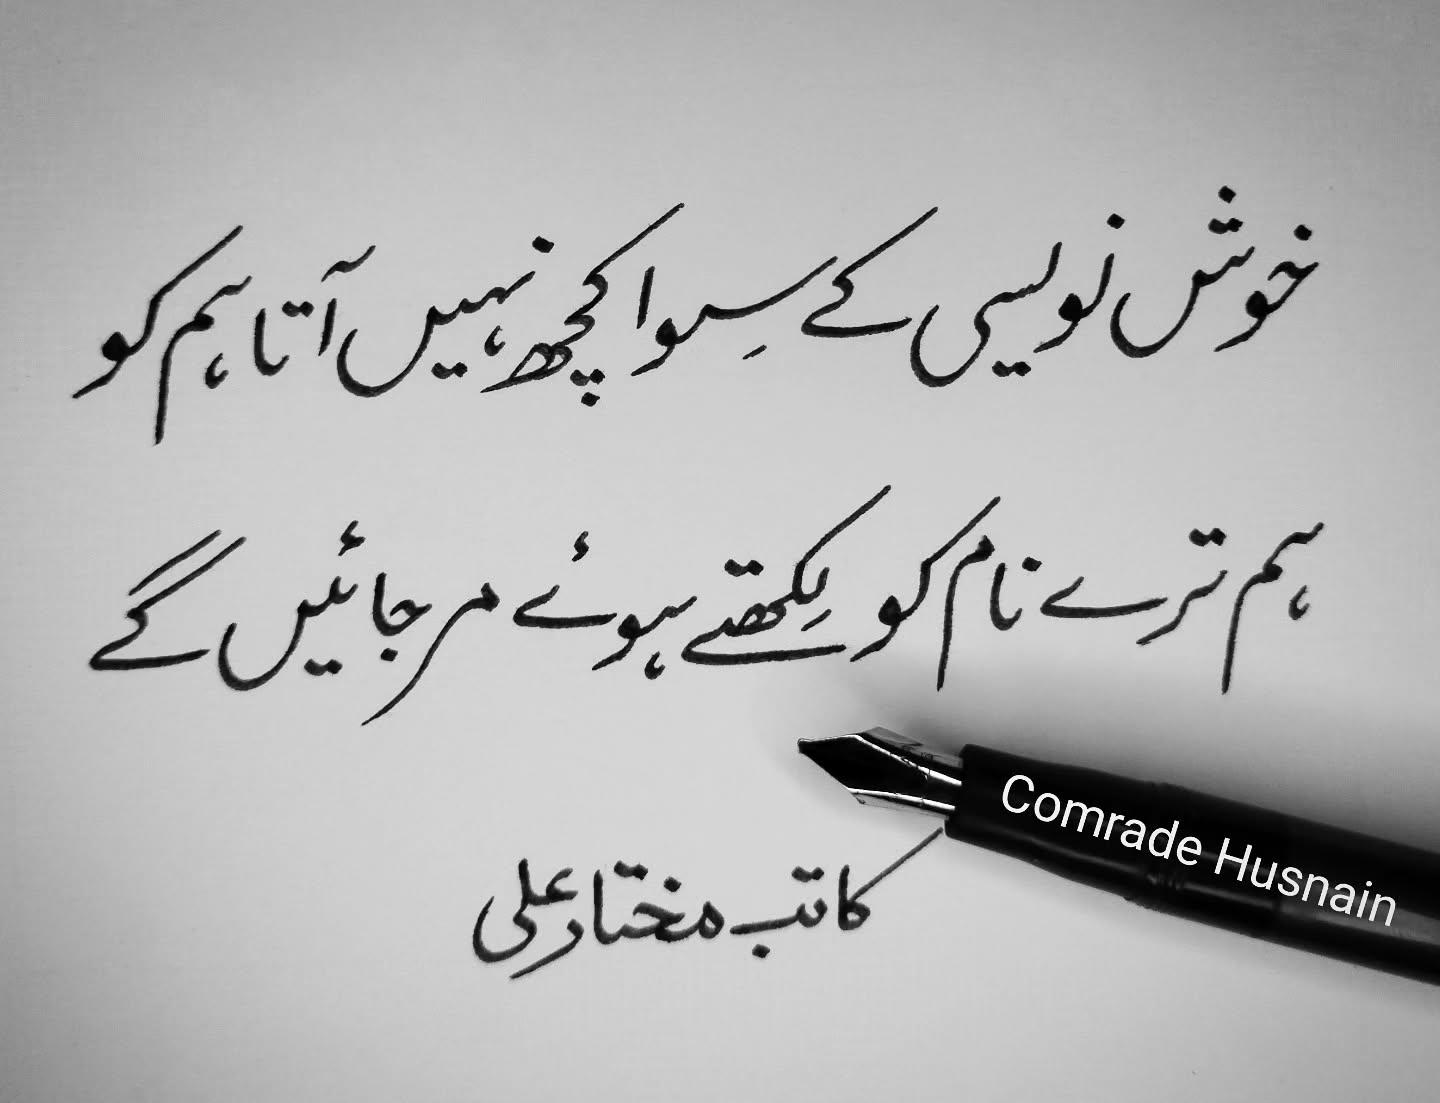 خوش نویسی کے سِوا کچھ نہیں آتا ہم کو
ہم ترے نام کو لِکھتے ہوئے مر جائیں گے
Comrade Husnain
کاتب مختار علی